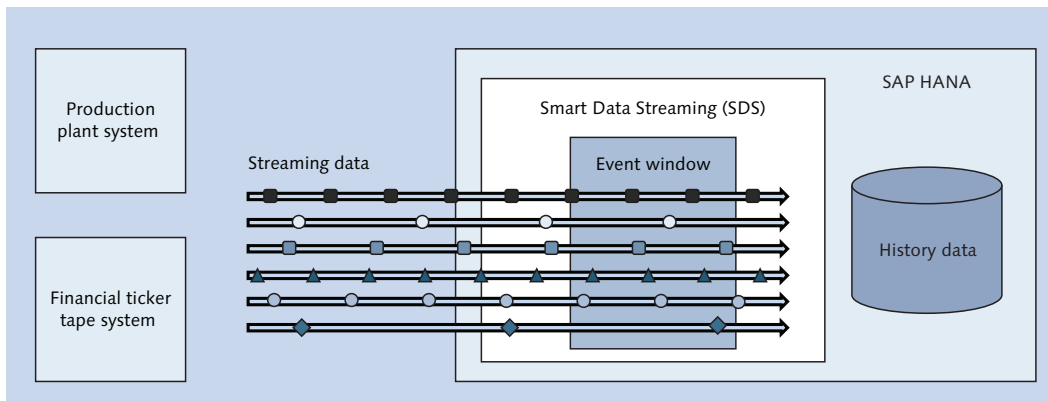 Production
plant system
Financial ticker
tape system
Streaming data
SAP HANA
Smart Data Streaming (SDS)
Event window
History data